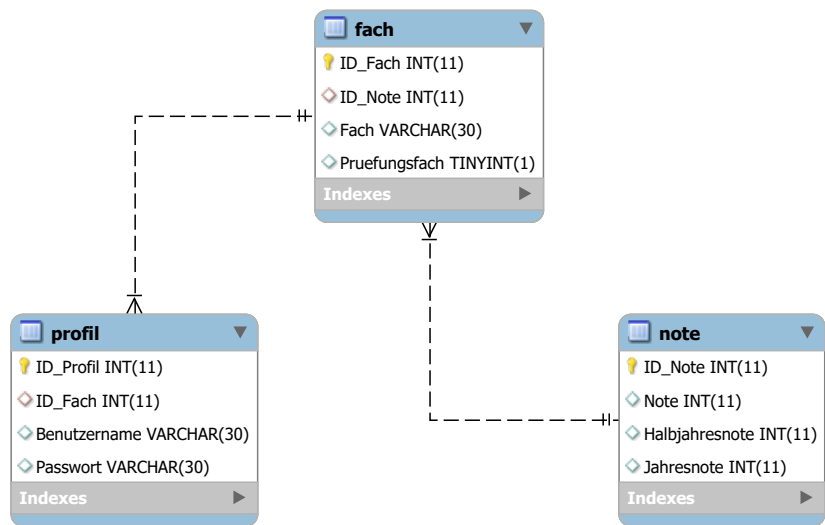 fach
ID_Fach INT(11)
ID_Note INT(11)
Fach VARCHAR(30)
Pruefungsfach TINYINT(1)
Indexes
profil
ID_Profil INT(11)
ID_Fach INT(11)
Benutzername VARCHAR(30)
Passwort VARCHAR(30)
Indexes
note
ID_Note INT(11)
Note INT(11)
Halbjahresnote INT(11)
Jahresnote INT(11)
Indexes